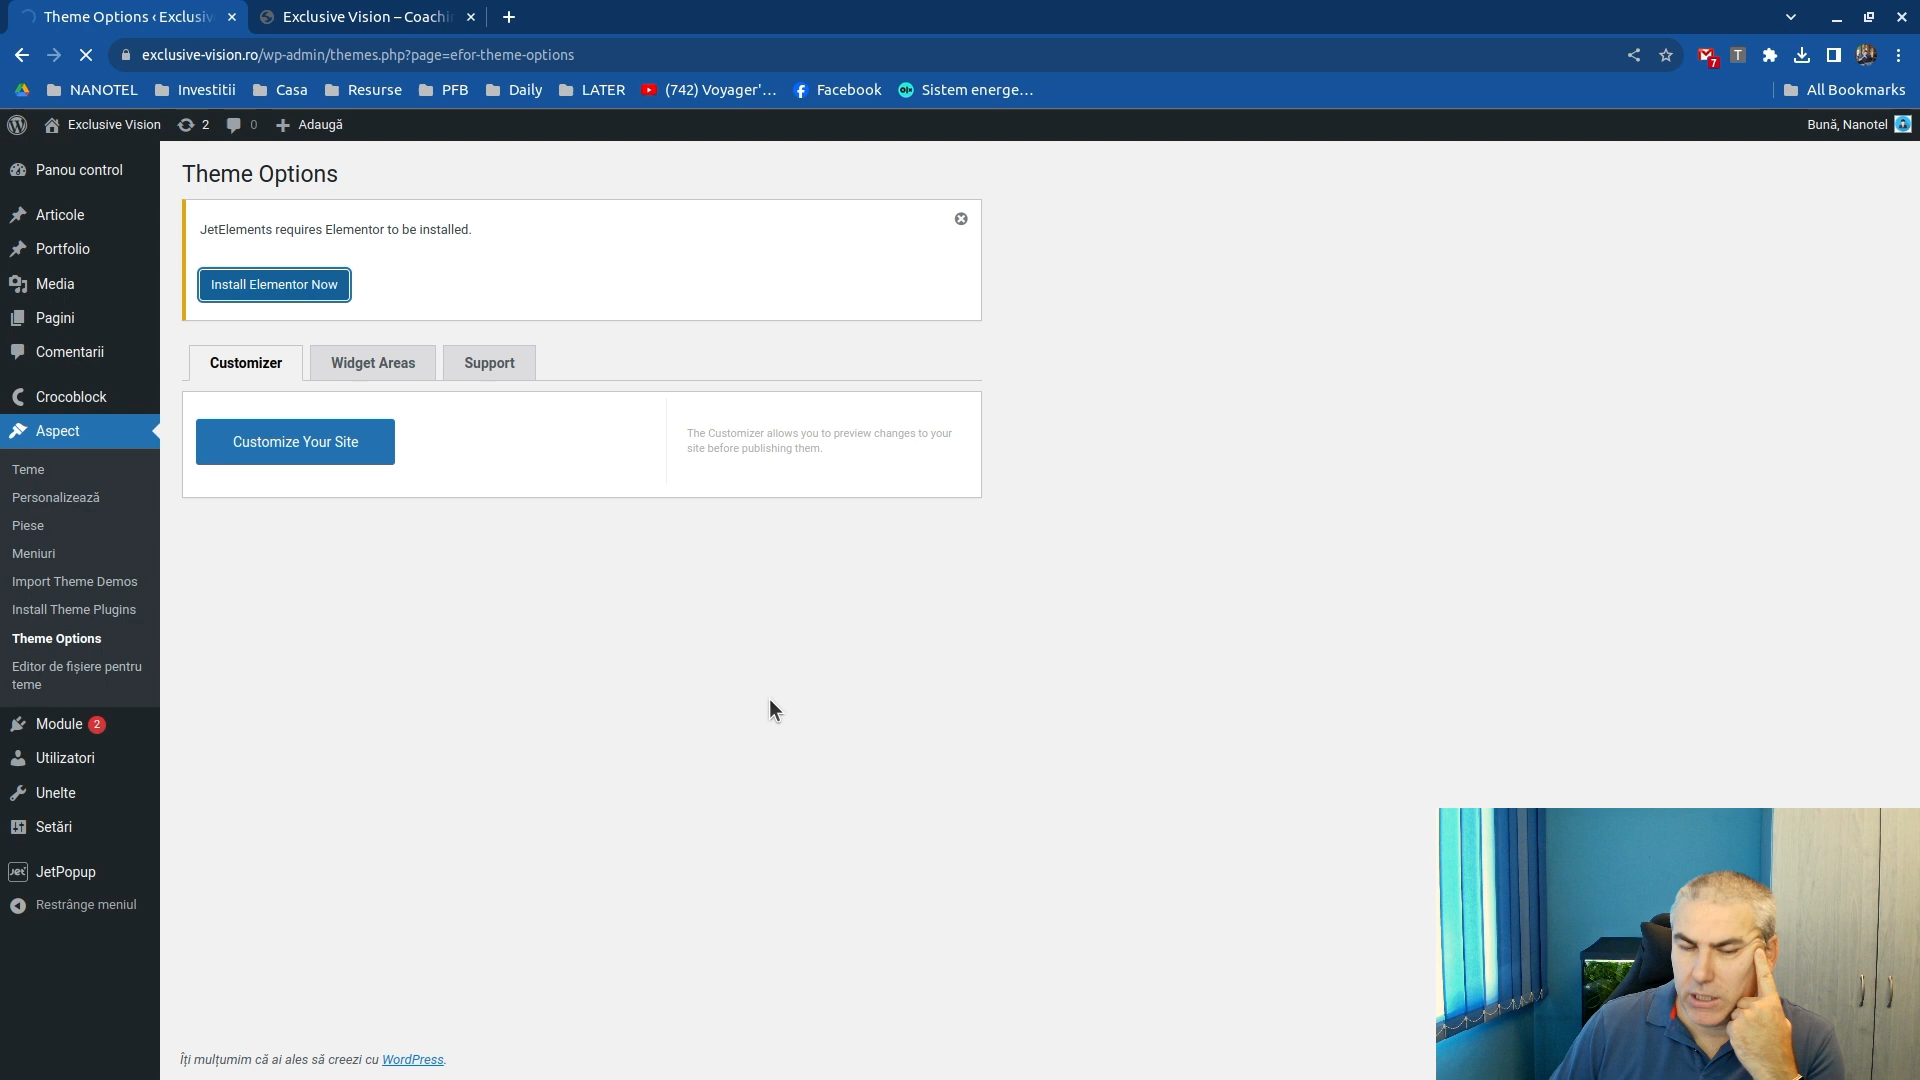 Theme Options ‹ Exclusiv
Exclusive Vision – Coachi
exclusive-vision.ro/wp-admin/themes.php?page=efor-theme-options
7
T
NANOTEL
Investitii
Casa
Resurse
PFB
Daily
LATER
(742) Voyager'...
Facebook
Sistem energe...
All Bookmarks
Exclusive Vision
2
0
Adaugă
Bună, Nanotel
Panou control
Articole
Portfolio
Media
Pagini
Comentarii
Crocoblock
Aspect
Teme
Personalizează
Piese
Meniuri
Import Theme Demos
Install Theme Plugins
Theme Options
Editor de fișiere pentru
teme
Module 2
Utilizatori
Unelte
Setări
JetPopup
Restrânge meniul
Theme Options
JetElements requires Elementor to be installed.
Install Elementor Now
Customizer
Widget Areas
Support
Customize Your Site
The Customizer allows you to preview changes to your
site before publishing them.
Îți mulțumim că ai ales să creezi cu WordPress.